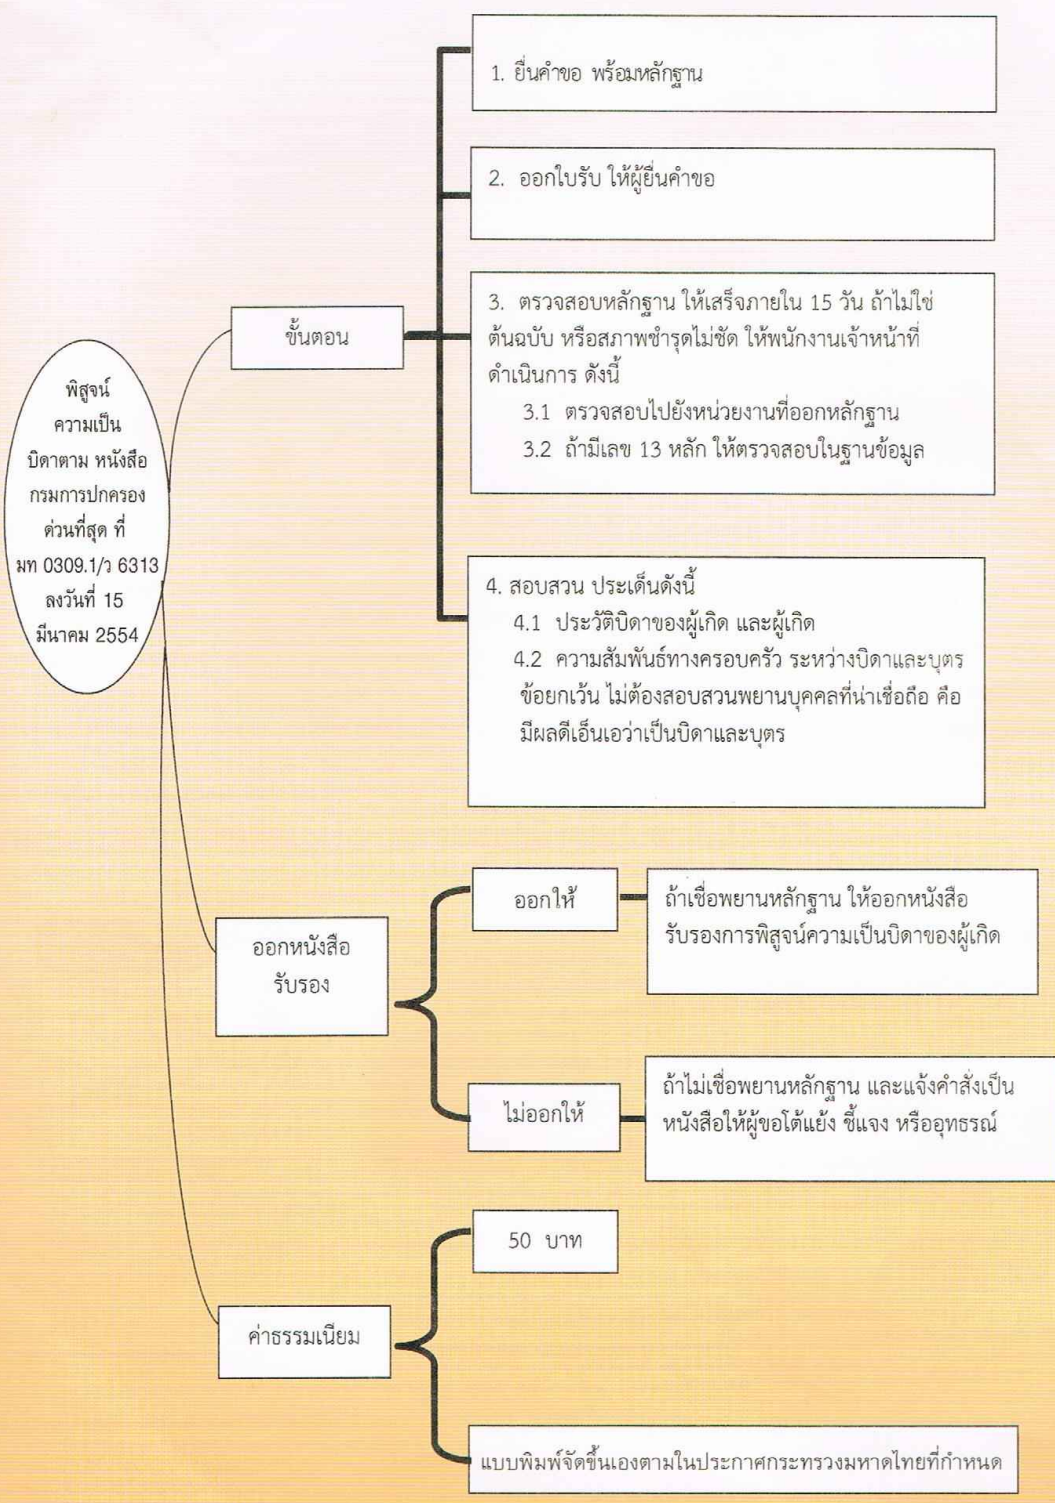 พิสูจน์
ความเป็น
บิดาตาม หนังสือ
กรมการปกครอง
ด่วนที่สุด ที่
มท 0309.1/ว 6313
ลงวันที่ 15
มีนาคม 2554
ขั้นตอน
1. ยื่นคำขอ พร้อมหลักฐาน
2. ออกใบรับ ให้ผู้ยื่นคำขอ
3. ตรวจสอบหลักฐาน ให้เสร็จภายใน 15 วัน ถ้าไม่ใช่
ต้นฉบับ หรือสภาพชำรุดไม่ชัด ให้พนักงานเจ้าหน้าที่
ดำเนินการ ดังนี้
3.1 ตรวจสอบไปยังหน่วยงานที่ออกหลักฐาน
3.2 ถ้ามีเลข 13 หลัก ให้ตรวจสอบในฐานข้อมูล
4. สอบสวน ประเด็นดังนี้
4.1 ประวัติบิดาของผู้เกิด และผู้เกิด
4.2 ความสัมพันธ์ทางครอบครัว ระหว่างบิดาและบุตร
ข้อยกเว้น ไม่ต้องสอบสวนพยานบุคคลที่น่าเชื่อถือ คือ
มีผลดีเอ็นเอว่าเป็นบิดาและบุตร
ออกหนังสือ
รับรอง
ออกให้
ถ้าเชื่อพยานหลักฐาน ให้ออกหนังสือ
รับรองการพิสูจน์ความเป็นบิดาของผู้เกิด
ไม่ออกให้
ถ้าไม่เชื่อพยานหลักฐาน และแจ้งคำสั่งเป็น
หนังสือให้ผู้ขอโต้แย้ง ชี้แจง หรืออุทธรณ์
ค่าธรรมเนียม
50 บาท
แบบพิมพ์จัดขึ้นเองตามในประกาศกระทรวงมหาดไทยที่กำหนด